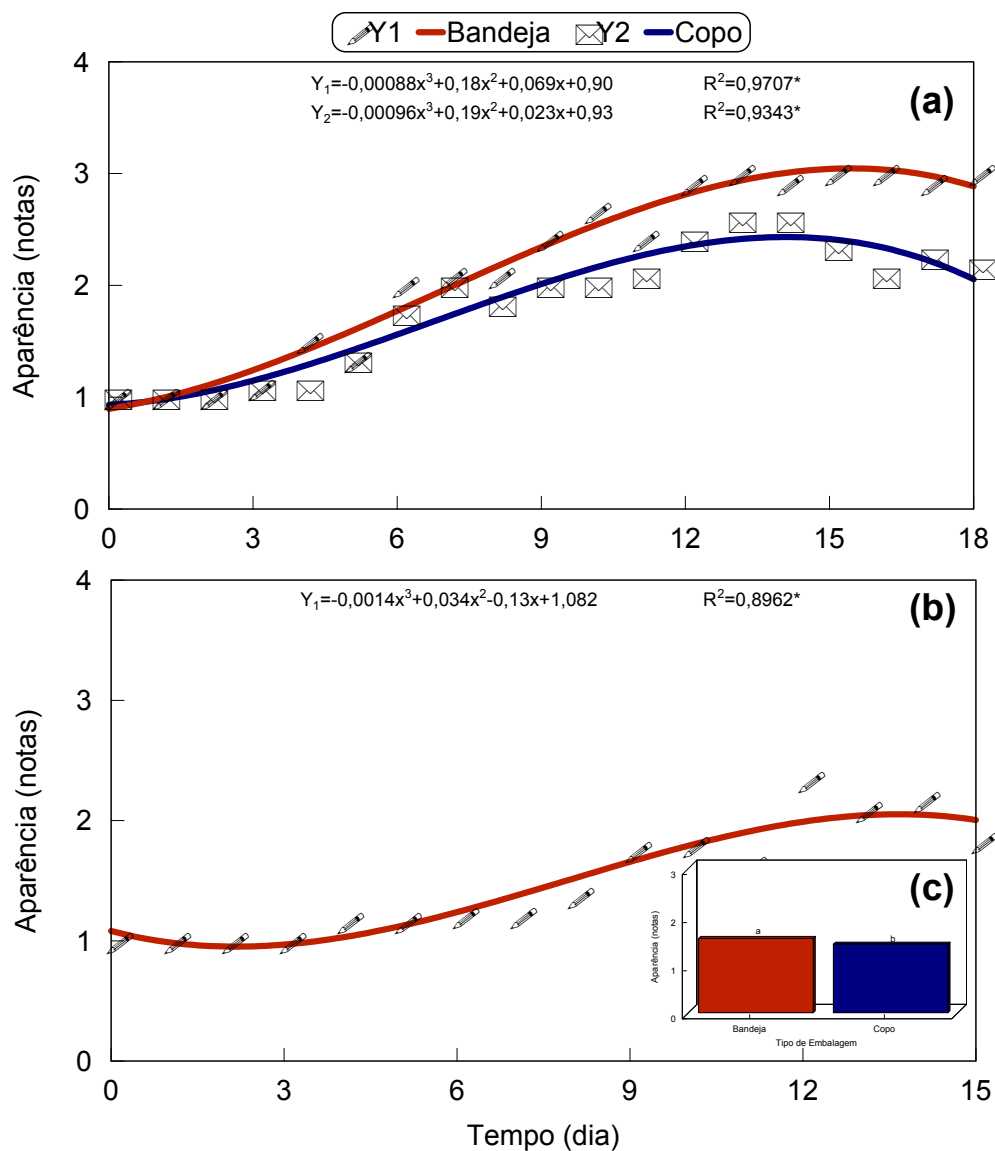 Y1 Bandeja Y2 Copo
4
Y₁=-0,00088x³+0,18x²+0,069x+0,90 R²=0,9707*
(a)
Y₂=-0,00096x³+0,19x²+0,023x+0,93 R²=0,9343*
3
Aparência (notas)
2
1
0
0 3 6 9 12 15 18
4
Y₁=-0,0014x³+0,034x²-0,13x+1,082 R²=0,8962*
(b)
3
Aparência (notas)
2
1
0
3
(c)
2
Aparência (notas)
a b
1
0
Bandeja Copo
Tipo de Embalagem
0 3 6 9 12 15
Tempo (dia)